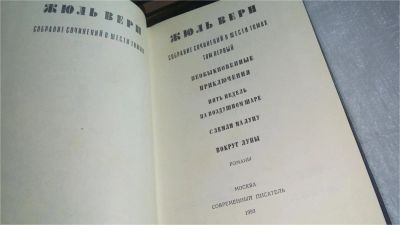 ЖЮЛЬ ВЕРН
СОБРАНИЕ СОЧИНЕНИЙ В ШЕСТИ ТОМАХ
ЖЮЛЬ ВЕРН
СОБРАНИЕ СОЧИНЕНИЙ В ШЕСТИ ТОМАХ
ТОМ ПЕРВЫЙ
НЕОБЫКНОВЕННЫЕ
ПРИКЛЮЧЕНИЯ
ПЯТЬ НЕДЕЛЬ
НА ВОЗДУШНОМ ШАРЕ
С ЗЕМЛИ НА ЛУНУ
ВОКРУГ ЛУНЫ
РОМАНЫ
МОСКВА
СОВРЕМЕННЫЙ ПИСАТЕЛЬ
1993